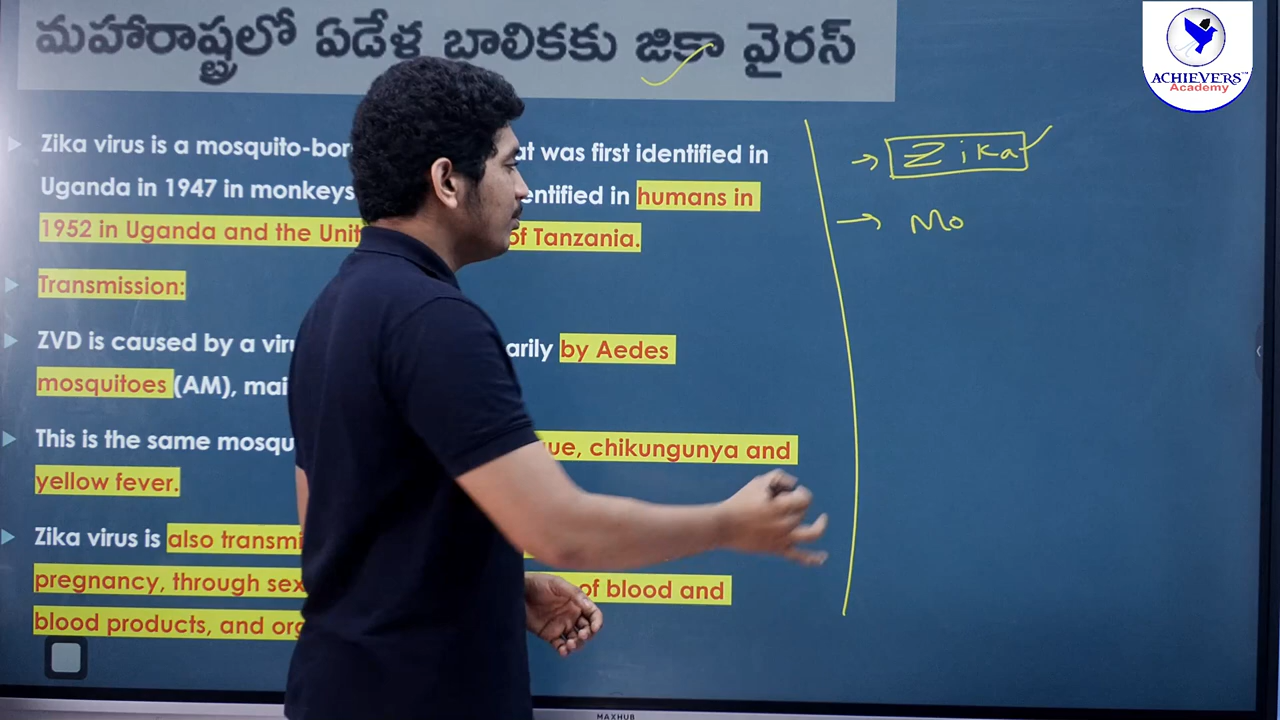 మహారాష్ట్రలో ఏడేళ్ల బాలికకు జికా వైరస్
ACHIEVERS
Academy
Zika virus is a mosquito-bor at was first identified in
Uganda in 1947 in monkeys entified in humans in
1952 in Uganda and the Unit of Tanzania.
Transmission:
ZVD is caused by a viru arily by Aedes
mosquitoes (AM), mai
This is the same mosqu ue, chikungunya and
yellow fever.
Zika virus is also transmi
pregnancy, through sex of blood and
blood products, and org
→ Zika
→ Mo
MAXHUB